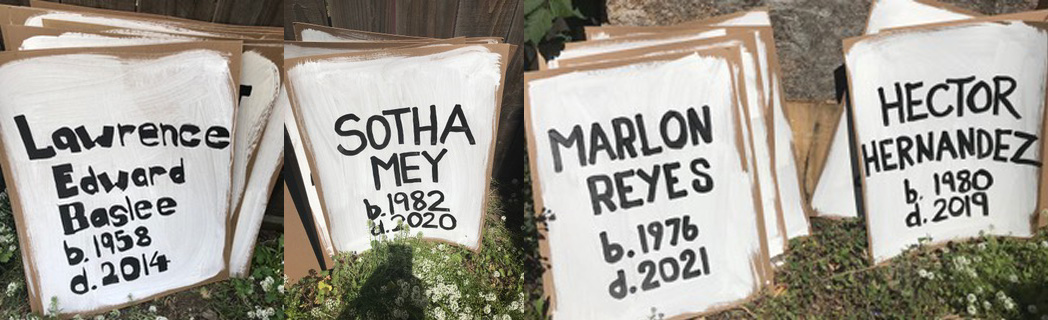 Lawrence
Edward
Baslee
b. 1958
d. 2014
SOTHA
MEY
b. 1982
d. 2020
MARLON
REYES
b. 1976
d. 2021
HECTOR
HERNANDEZ
b. 1980
d. 2019